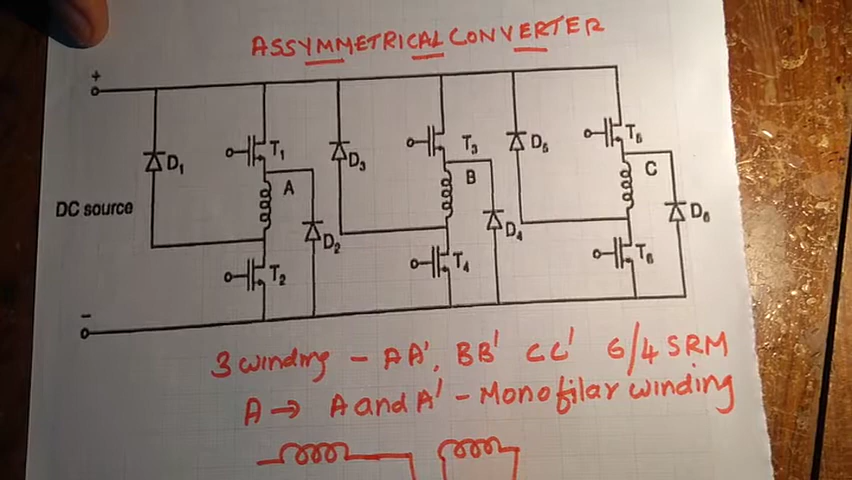 ASSYMMETRICAL CONVERTER
+
T₁ T₃ T₅
D₁ D₃ D₅
A B C
DC source
D₂ D₄ D₆
T₂ T₄ T₆
–
3 winding – AA', BB' CC' 6/4 SRM
A → A and A' – Monofilar winding